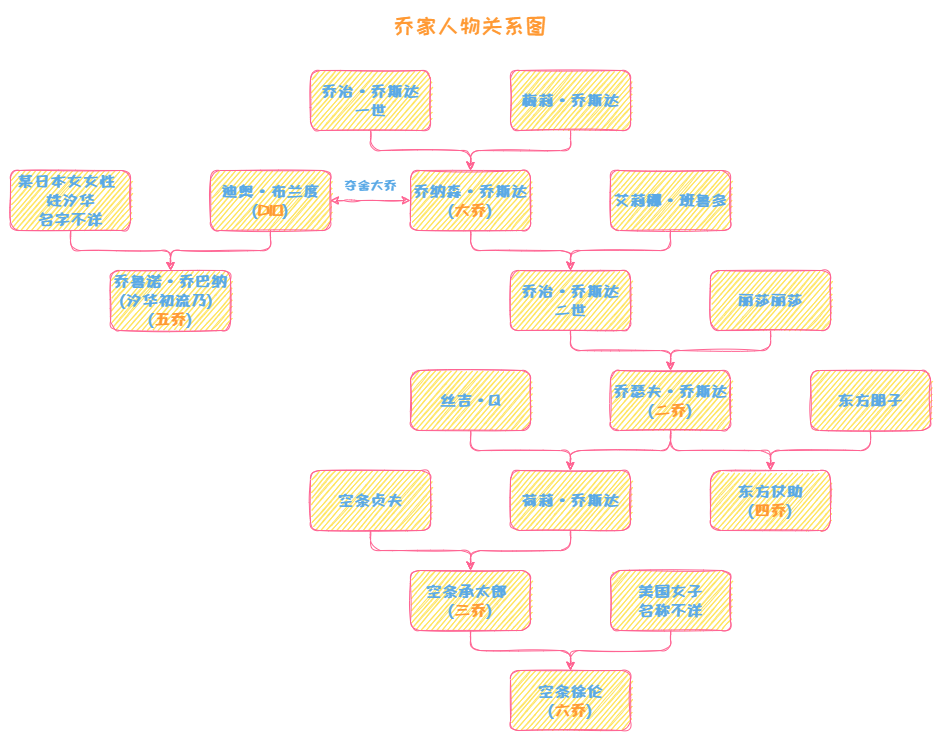 乔家人物关系图
乔治·乔斯达
一世
梅莉·乔斯达
某日本女女性
姓汐华
名字不详
迪奥·布兰度
(DIO)
夺舍大乔
乔纳森·乔斯达
(大乔)
艾莉娜·班鲁多
乔鲁诺·乔巴纳
(汐华初流乃)
(五乔)
乔治·乔斯达
二世
丽莎丽莎
丝吉·Q
乔瑟夫·乔斯达
(二乔)
东方朋子
空条贞夫
荷莉·乔斯达
东方仗助
(四乔)
空条承太郎
(三乔)
美国女子
名称不详
空条徐伦
(六乔)